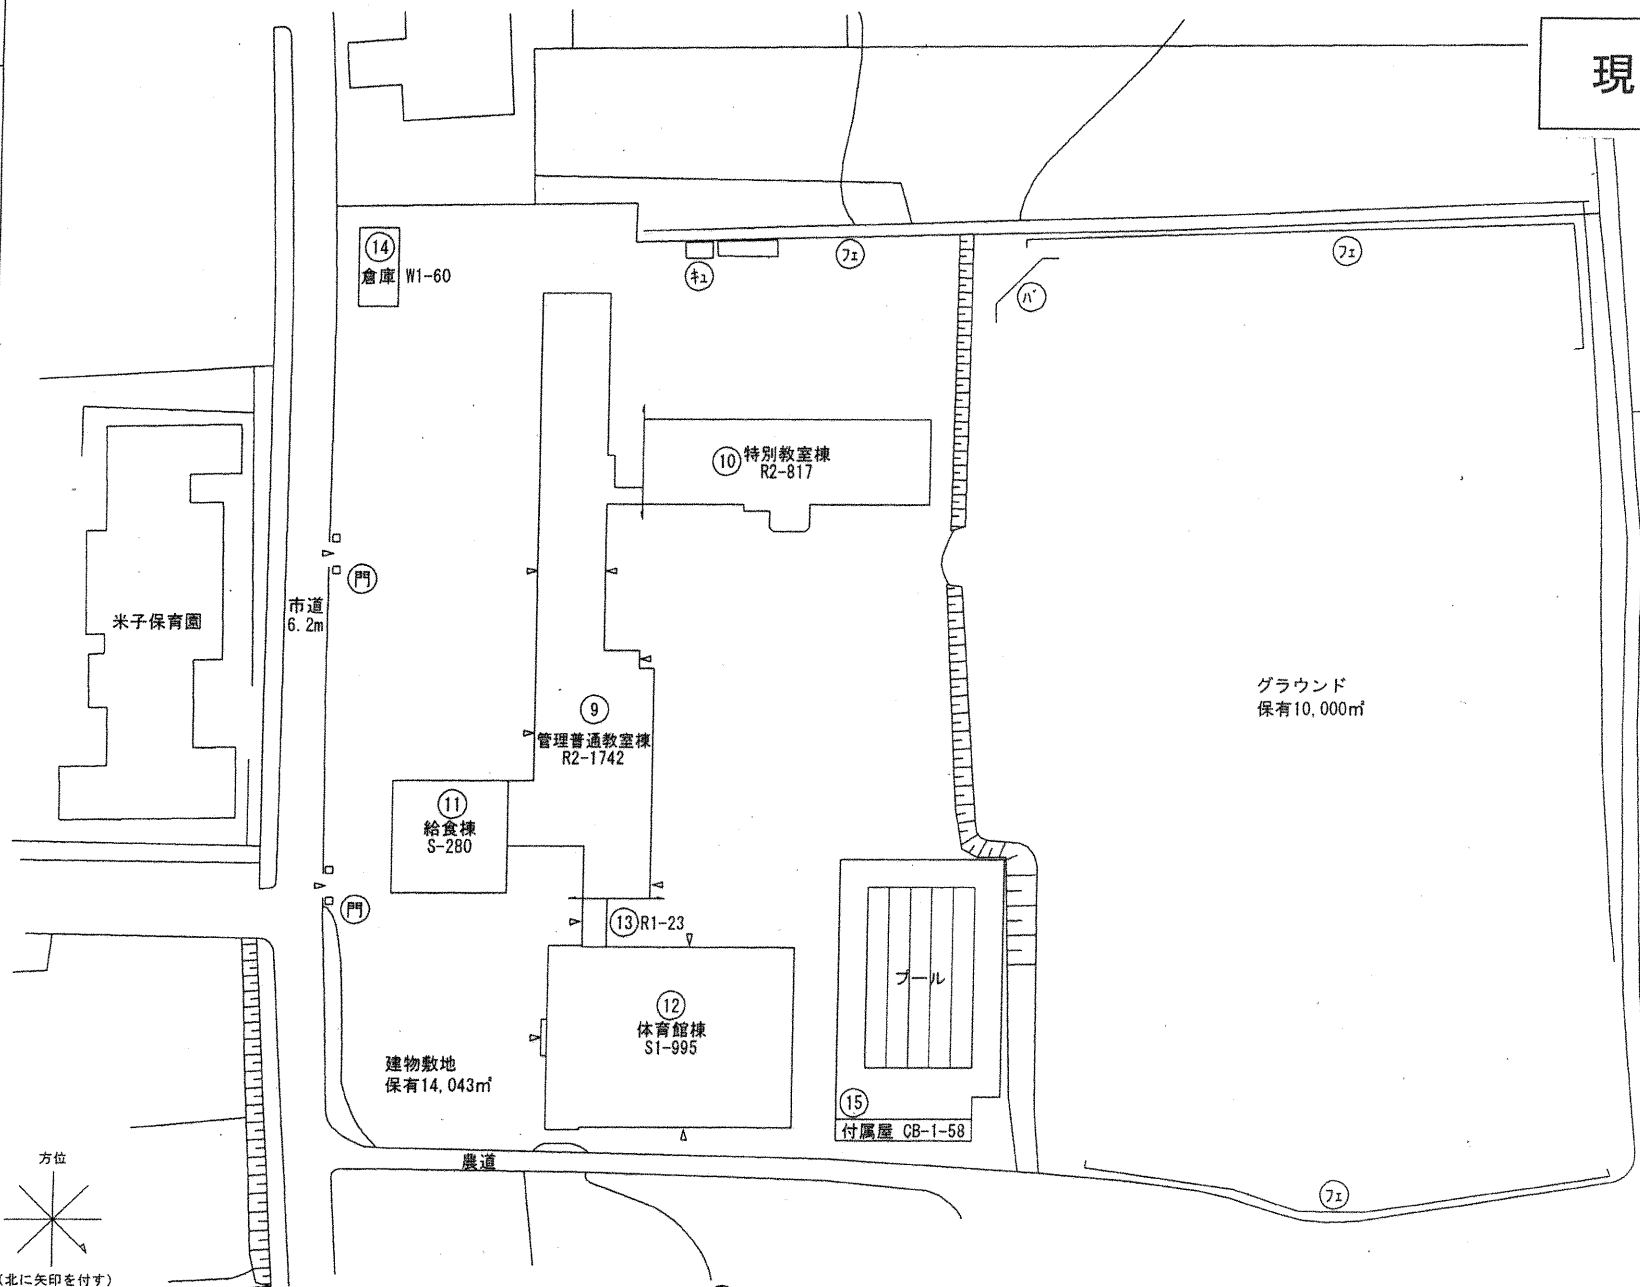 現
⑭
倉庫 W1-60
キュ
フェ
フェ
バ
⑩ 特別教室棟
R2-817
門
市道
6.2m
米子保育園
グラウンド
保有10,000㎡
⑨
管理普通教室棟
R2-1742
⑪
給食棟
S-280
門
⑬ R1-23
プール
⑫
体育館棟
S1-995
建物敷地
保有14,043㎡
⑮
付属屋 CB-1-58
農道
方位
フェ
(北に矢印を付す)